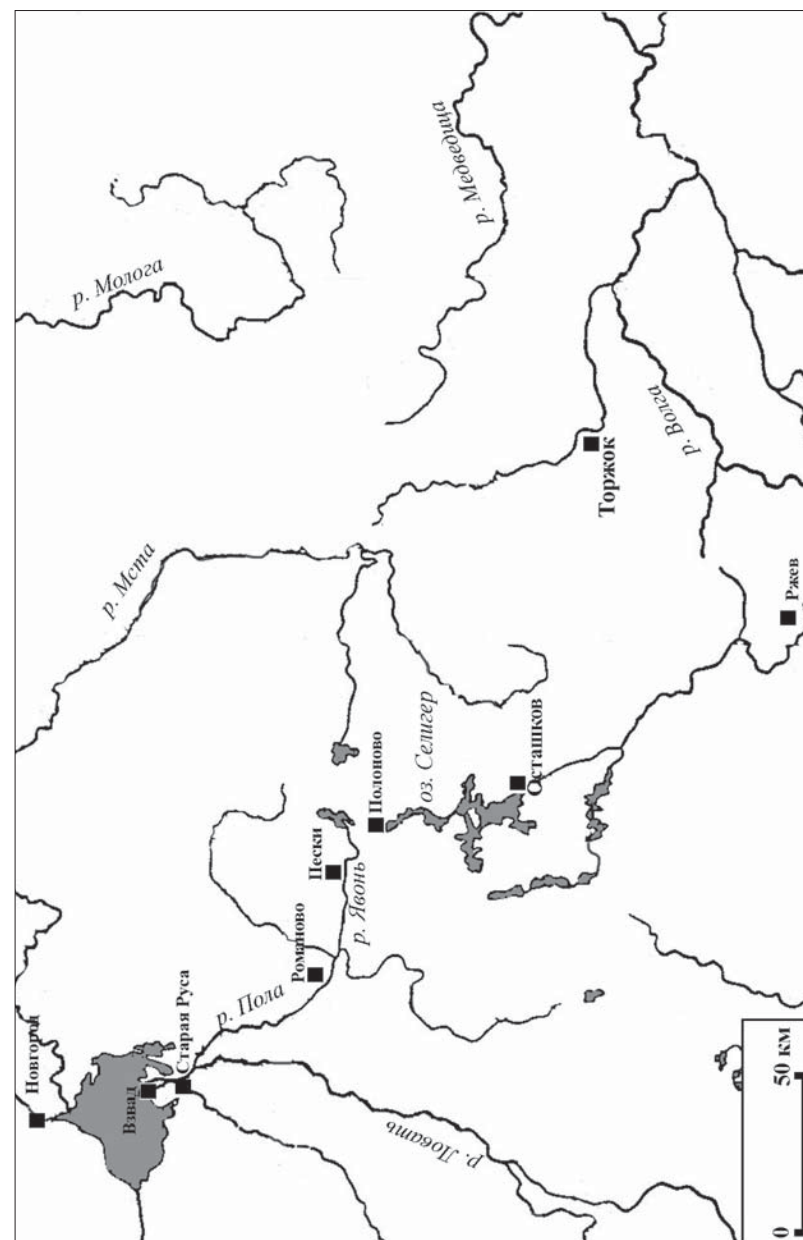 Новгород
Взвад
Старая Руса
р. Пола
Романово
р. Ловать
Пески
р. Явонь
Полоново
оз. Селигер
Осташков
р. Мста
р. Молога
р. Медведица
Торжок
р. Волга
Ржев
0 50 км